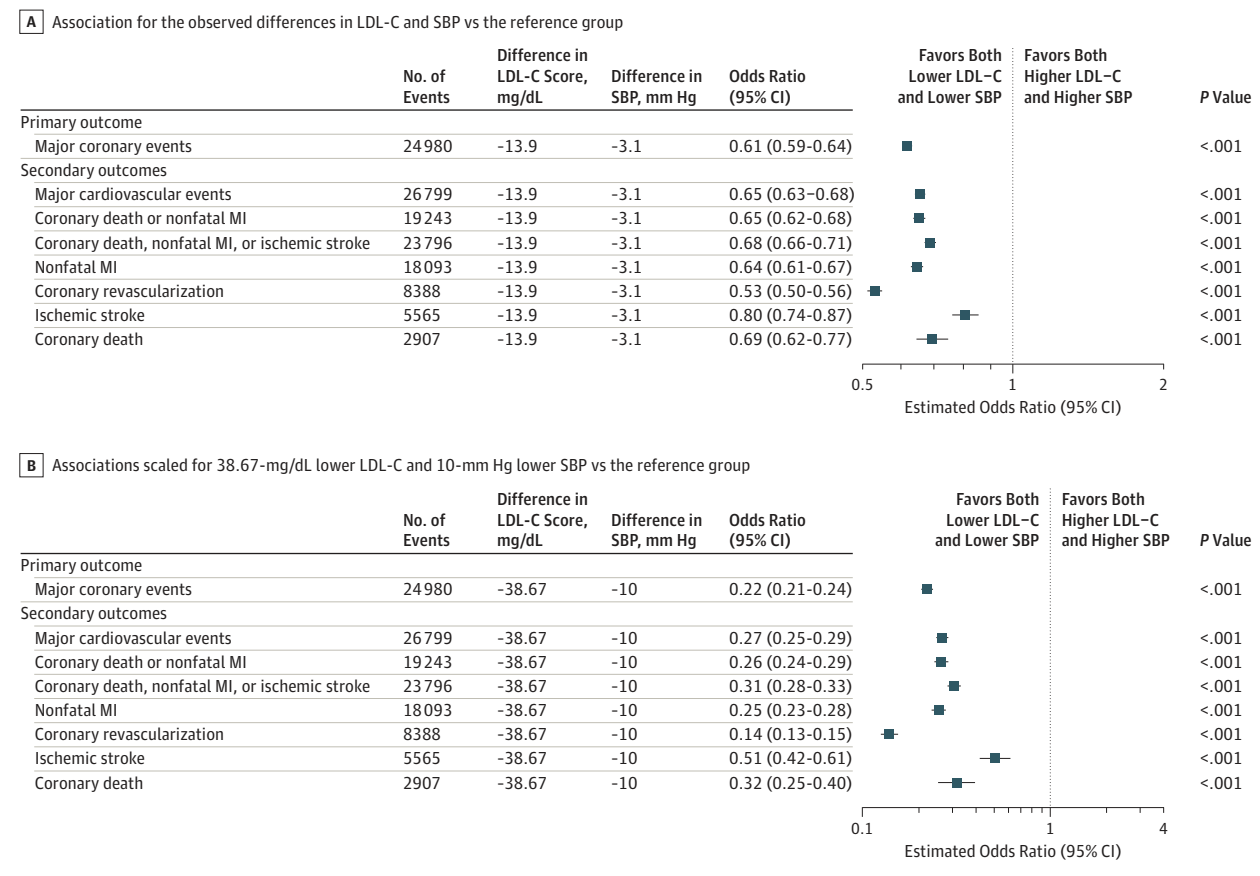 A Association for the observed differences in LDL-C and SBP vs the reference group
No. of Events Difference in LDL-C Score, mg/dL Difference in SBP, mm Hg Odds Ratio (95% CI) Favors Both Lower LDL−C and Lower SBP Favors Both Higher LDL−C and Higher SBP P Value
Primary outcome
Major coronary events 24980 -13.9 -3.1 0.61 (0.59-0.64) <.001
Secondary outcomes
Major cardiovascular events 26799 -13.9 -3.1 0.65 (0.63−0.68) <.001
Coronary death or nonfatal MI 19243 -13.9 -3.1 0.65 (0.62-0.68) <.001
Coronary death, nonfatal MI, or ischemic stroke 23796 -13.9 -3.1 0.68 (0.66-0.71) <.001
Nonfatal MI 18093 -13.9 -3.1 0.64 (0.61-0.67) <.001
Coronary revascularization 8388 -13.9 -3.1 0.53 (0.50-0.56) <.001
Ischemic stroke 5565 -13.9 -3.1 0.80 (0.74-0.87) <.001
Coronary death 2907 -13.9 -3.1 0.69 (0.62-0.77) <.001
0.5 1 2
Estimated Odds Ratio (95% CI)
B Associations scaled for 38.67-mg/dL lower LDL-C and 10-mm Hg lower SBP vs the reference group
No. of Events Difference in LDL-C Score, mg/dL Difference in SBP, mm Hg Odds Ratio (95% CI) Favors Both Lower LDL−C and Lower SBP Favors Both Higher LDL−C and Higher SBP P Value
Primary outcome
Major coronary events 24980 -38.67 -10 0.22 (0.21-0.24) <.001
Secondary outcomes
Major cardiovascular events 26799 -38.67 -10 0.27 (0.25-0.29) <.001
Coronary death or nonfatal MI 19243 -38.67 -10 0.26 (0.24-0.29) <.001
Coronary death, nonfatal MI, or ischemic stroke 23796 -38.67 -10 0.31 (0.28-0.33) <.001
Nonfatal MI 18093 -38.67 -10 0.25 (0.23-0.28) <.001
Coronary revascularization 8388 -38.67 -10 0.14 (0.13-0.15) <.001
Ischemic stroke 5565 -38.67 -10 0.51 (0.42-0.61) <.001
Coronary death 2907 -38.67 -10 0.32 (0.25-0.40) <.001
0.1 1 4
Estimated Odds Ratio (95% CI)